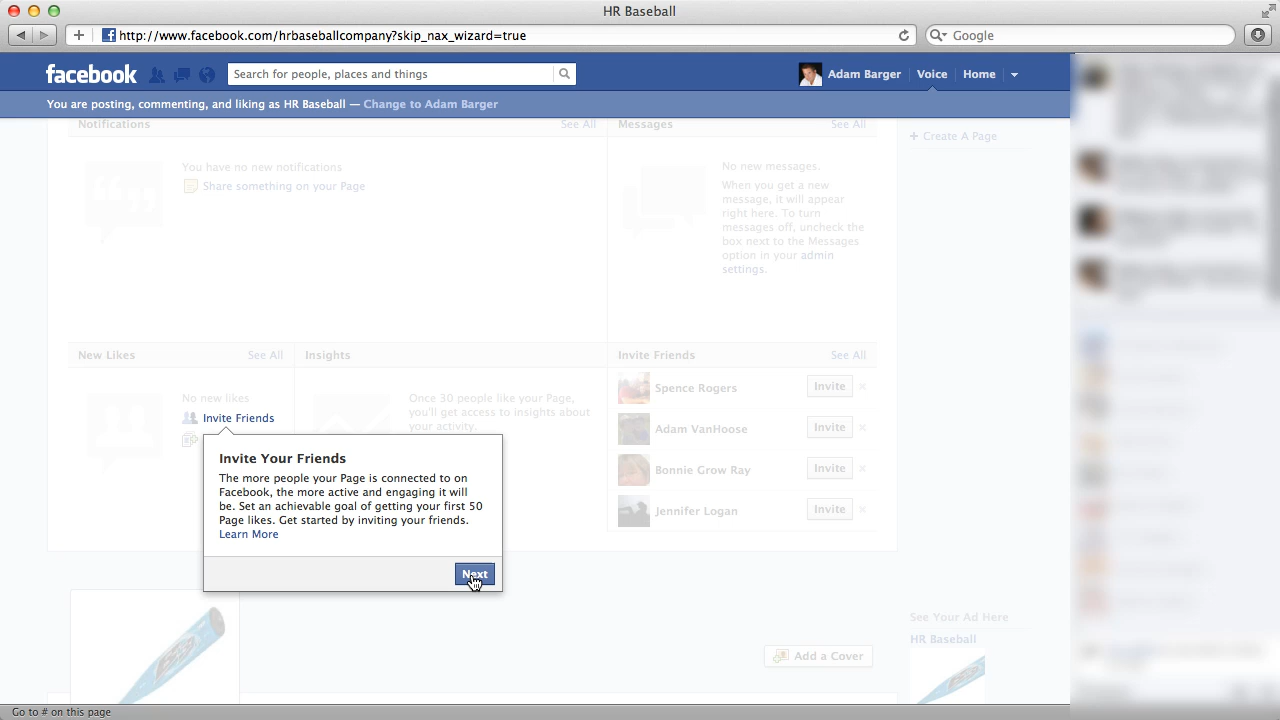 HR Baseball
http://www.facebook.com/hrbaseballcompany?skip_nax_wizard=true
Google
facebook
Search for people, places and things
Adam Barger
Voice
Home
You are posting, commenting, and liking as HR Baseball — Change to Adam Barger
Notifications
See All
Messages
See All
+ Create A Page
You have no new notifications
Share something on your Page
No new messages.
When you get a new
message, it will appear
right here. To turn
messages off, uncheck the
box next to the Messages
option in your admin
settings.
New Likes
See All
Insights
Invite Friends
See All
No new likes
Invite Friends
Once 30 people like your Page,
you'll get access to insights about
your activity.
Spence Rogers
Invite
Adam VanHoose
Invite
Bonnie Grow Ray
Invite
Jennifer Logan
Invite
Invite Your Friends
The more people your Page is connected to on
Facebook, the more active and engaging it will
be. Set an achievable goal of getting your first 50
Page likes. Get started by inviting your friends.
Learn More
Next
See Your Ad Here
HR Baseball
Add a Cover
Go to # on this page